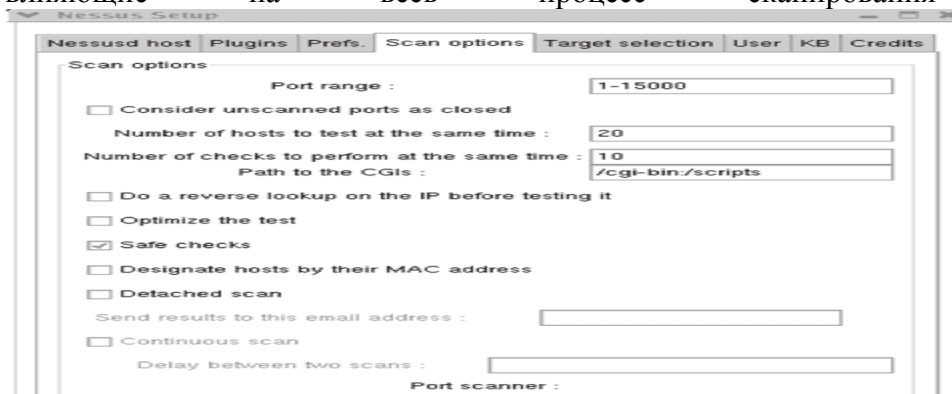 влияющие на весь процесс сканирования
Nessus Setup
Nessusd host Plugins Prefs. Scan options Target selection User KB Credits
Scan options
Port range : 1-15000
Consider unscanned ports as closed
Number of hosts to test at the same time : 20
Number of checks to perform at the same time : 10
Path to the CGIs : /cgi-bin:/scripts
Do a reverse lookup on the IP before testing it
Optimize the test
Safe checks
Designate hosts by their MAC address
Detached scan
Send results to this email address :
Continuous scan
Delay between two scans :
Port scanner :